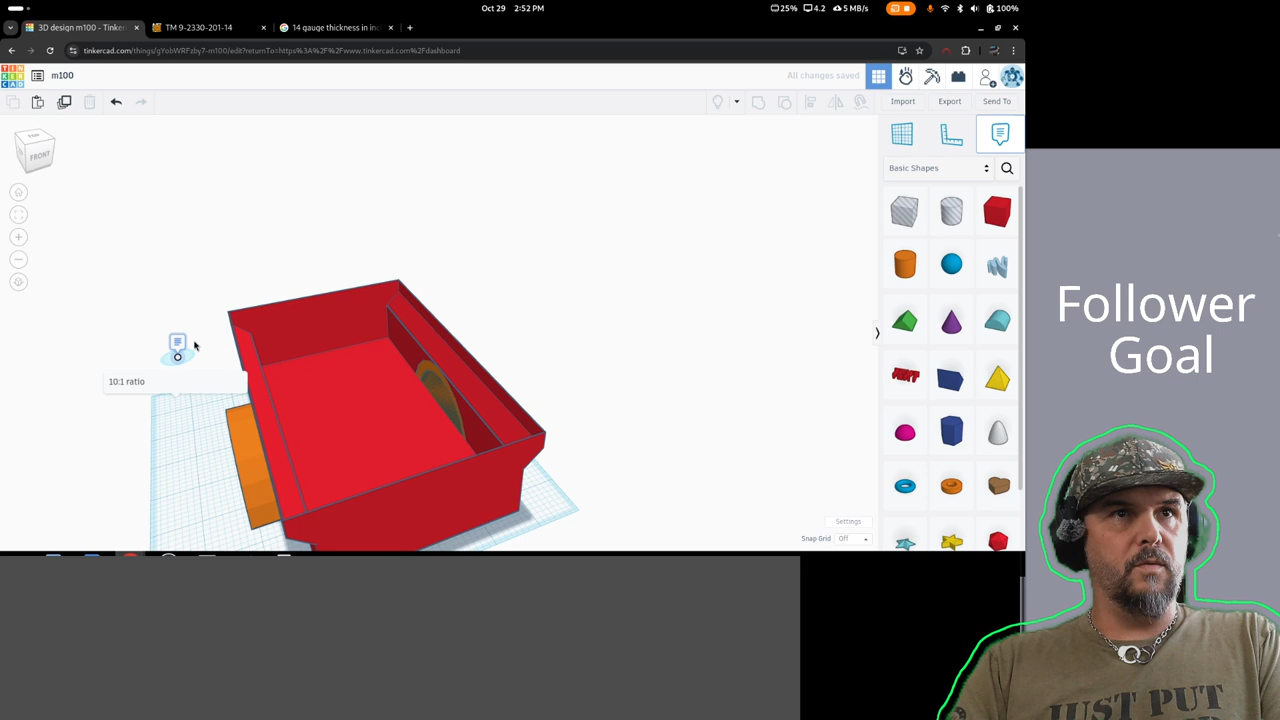 Oct 29 2:52 PM
25% 4.2 5 MB/s 100%
3D design m100 - Tinker
TM 9-2330-201-14
14 gauge thickness in inc
tinkercad.com/things/gYobWRFzby7-m100/edit?returnTo=https%3A%2F%2Fwww.tinkercad.com%2Fdashboard
TIN
KER
CAD
m100
All changes saved
Import Export Send To
TOP
FRONT
Basic Shapes
10:1 ratio
Settings
Snap Grid Off
Follower
Goal
JUST PUT